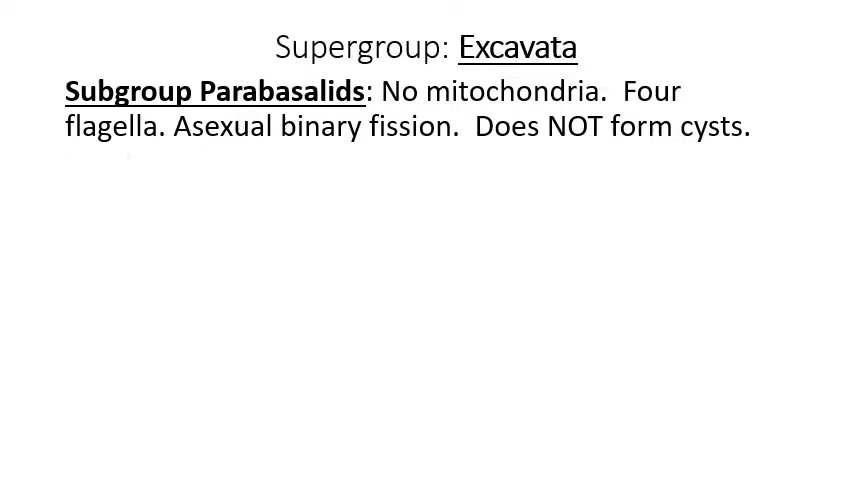 Supergroup: Excavata
Subgroup Parabasalids: No mitochondria.  Four
flagella. Asexual binary fission.  Does NOT form cysts.